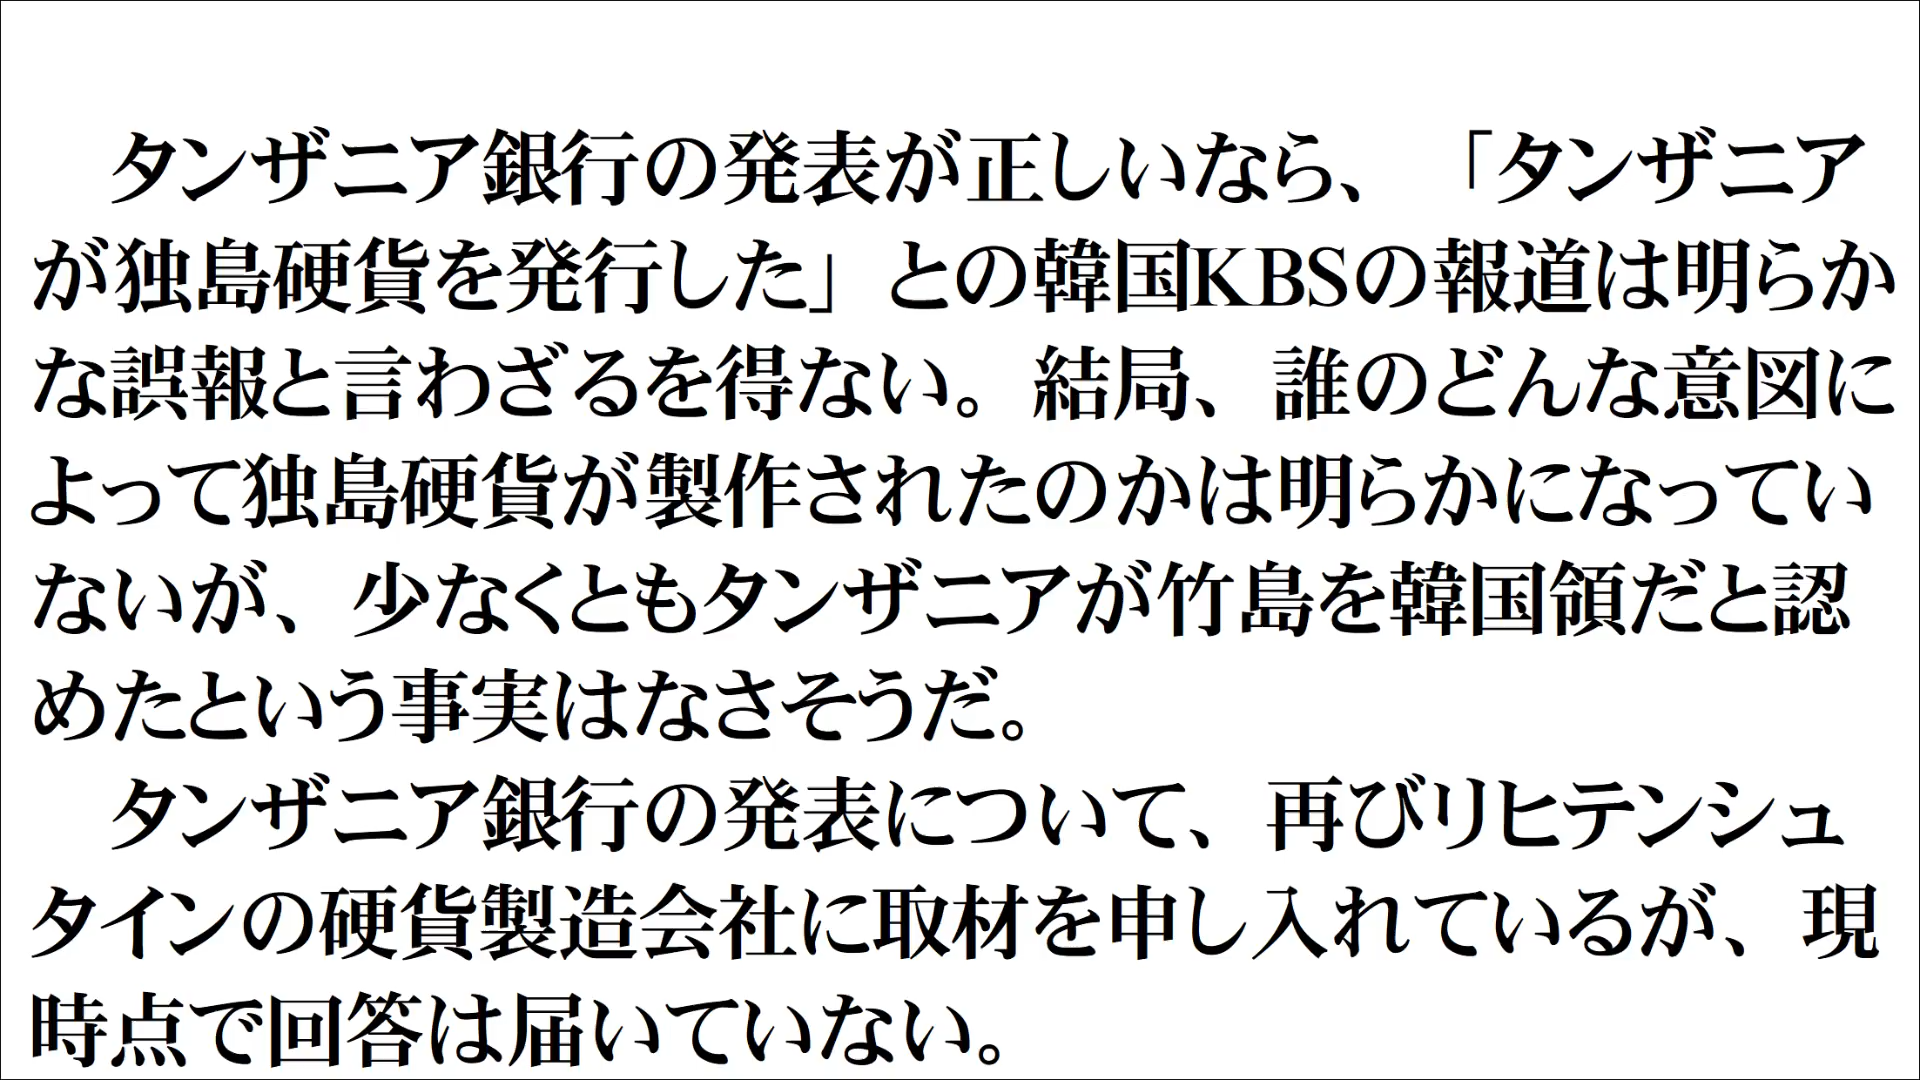 タンザニア銀行の発表が正しいなら、「タンザニア
が独島硬貨を発行した」との韓国KBSの報道は明らか
な誤報と言わざるを得ない。結局、誰のどんな意図に
よって独島硬貨が製作されたのかは明らかになってい
ないが、少なくともタンザニアが竹島を韓国領だと認
めたという事実はなさそうだ。
タンザニア銀行の発表について、再びリヒテンシュ
タインの硬貨製造会社に取材を申し入れているが、現
時点で回答は届いていない。